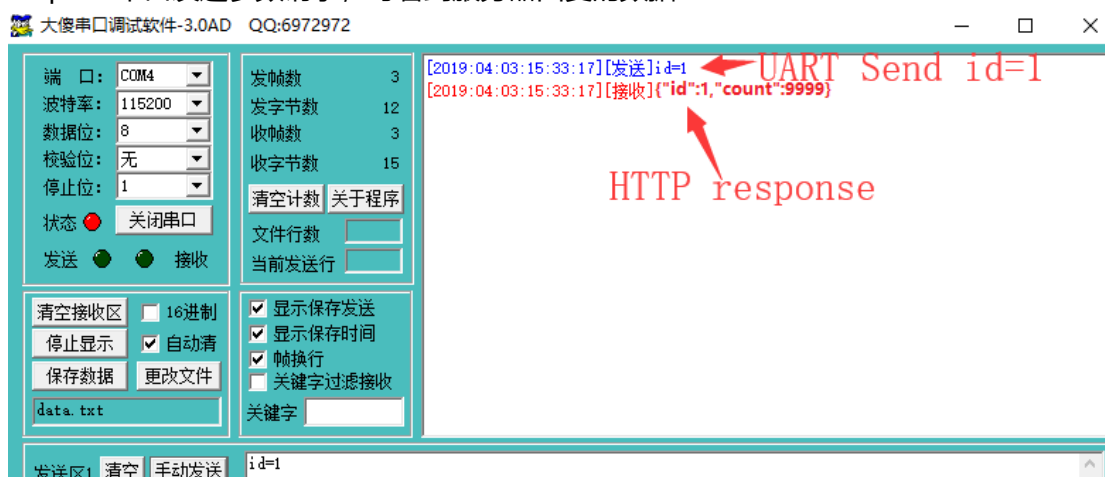 大傻串口调试软件-3.0AD QQ:6972972
端 口: COM4
波特率: 115200
数据位: 8
校验位: 无
停止位: 1
状态 关闭串口
发送 接收
发帧数 3
发字节数 12
收帧数 3
收字节数 15
清空计数 关于程序
文件行数
当前发送行
[2019:04:03:15:33:17][发送]id=1
UART Send id=1
[2019:04:03:15:33:17][接收]{"id":1,"count":9999}
HTTP response
清空接收区 16进制
停止显示 自动清
保存数据 更改文件
data.txt
显示保存发送
显示保存时间
帧换行
关键字过滤接收
关键字
发送区1 清空 手动发送 id=1